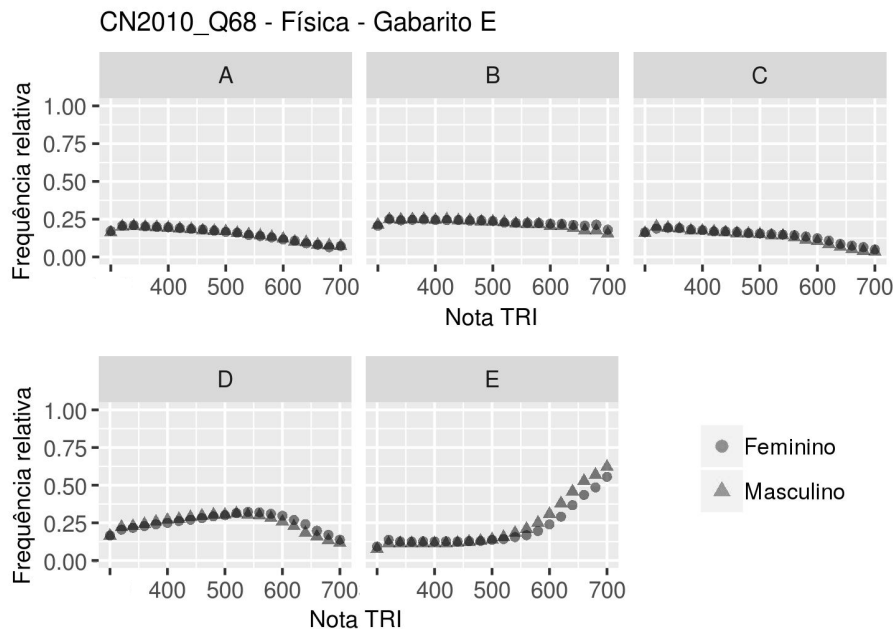 CN2010_Q68 - Física - Gabarito E
A B C
Frequência relativa
1.00
0.75
0.50
0.25
0.00
400 500 600 700 400 500 600 700 400 500 600 700
Nota TRI
D E
Frequência relativa
1.00
0.75
0.50
0.25
0.00
400 500 600 700 400 500 600 700
Nota TRI
Feminino
Masculino